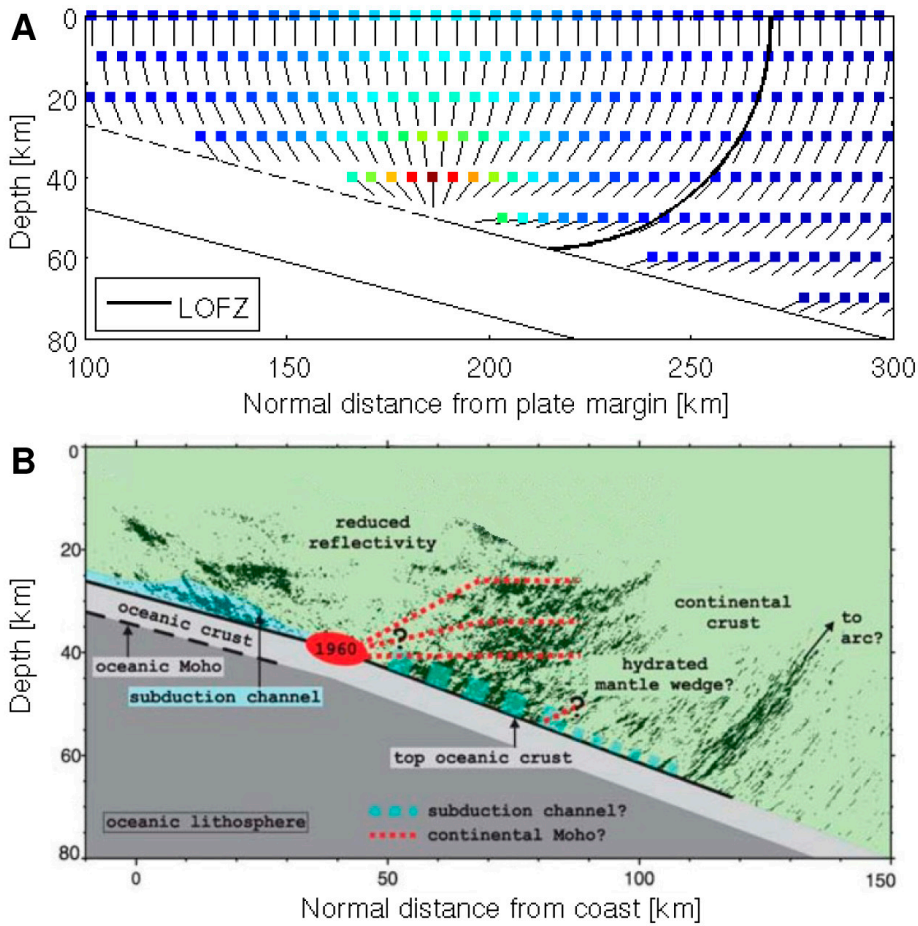 A
0
20
40
60
80
Depth [km]
LOFZ
100
150
200
250
300
Normal distance from plate margin [km]
B
0
20
40
60
80
Depth [km]
reduced
reflectivity
oceanic crust
1960
?
continental
crust
to
arc?
oceanic Moho
hydrated
mantle wedge?
subduction channel
?
top oceanic crust
oceanic lithosphere
subduction channel?
continental Moho?
0
50
100
150
Normal distance from coast [km]